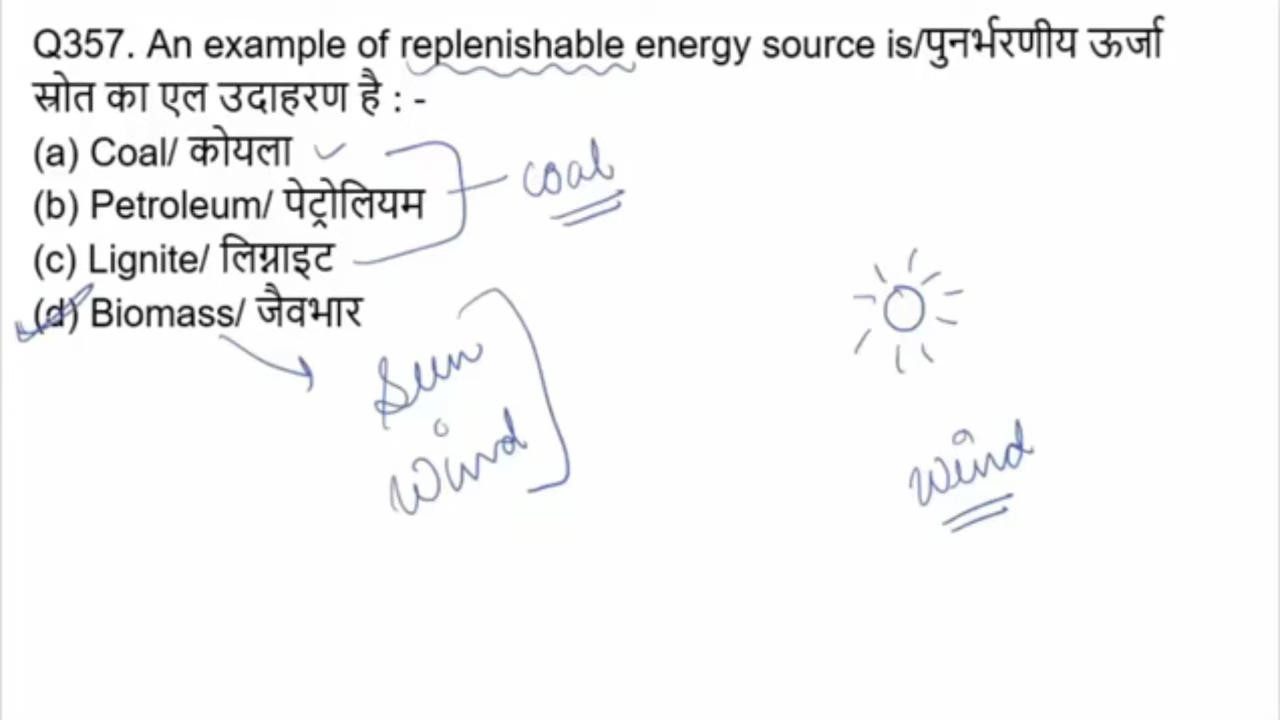 Q357. An example of replenishable energy source is/पुनर्भरणीय ऊर्जा
स्रोत का एल उदाहरण है : -
(a) Coal/ कोयला
(b) Petroleum/ पेट्रोलियम
(c) Lignite/ लिग्नाइट
(d) Biomass/ जैवभार
coal
Sun
wind
wind